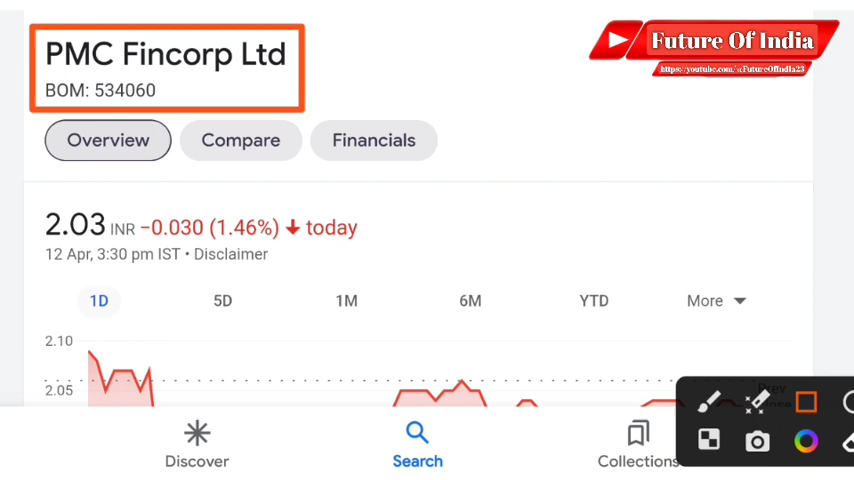 PMC Fincorp Ltd
BOM: 534060
Future Of India
https://youtube.com/@FutureOfIndia23
Overview Compare Financials
2.03 INR −0.030 (1.46%) ↓ today
12 Apr, 3:30 pm IST • Disclaimer
1D 5D 1M 6M YTD More
2.10
2.05
Prev
Discover Search Collections